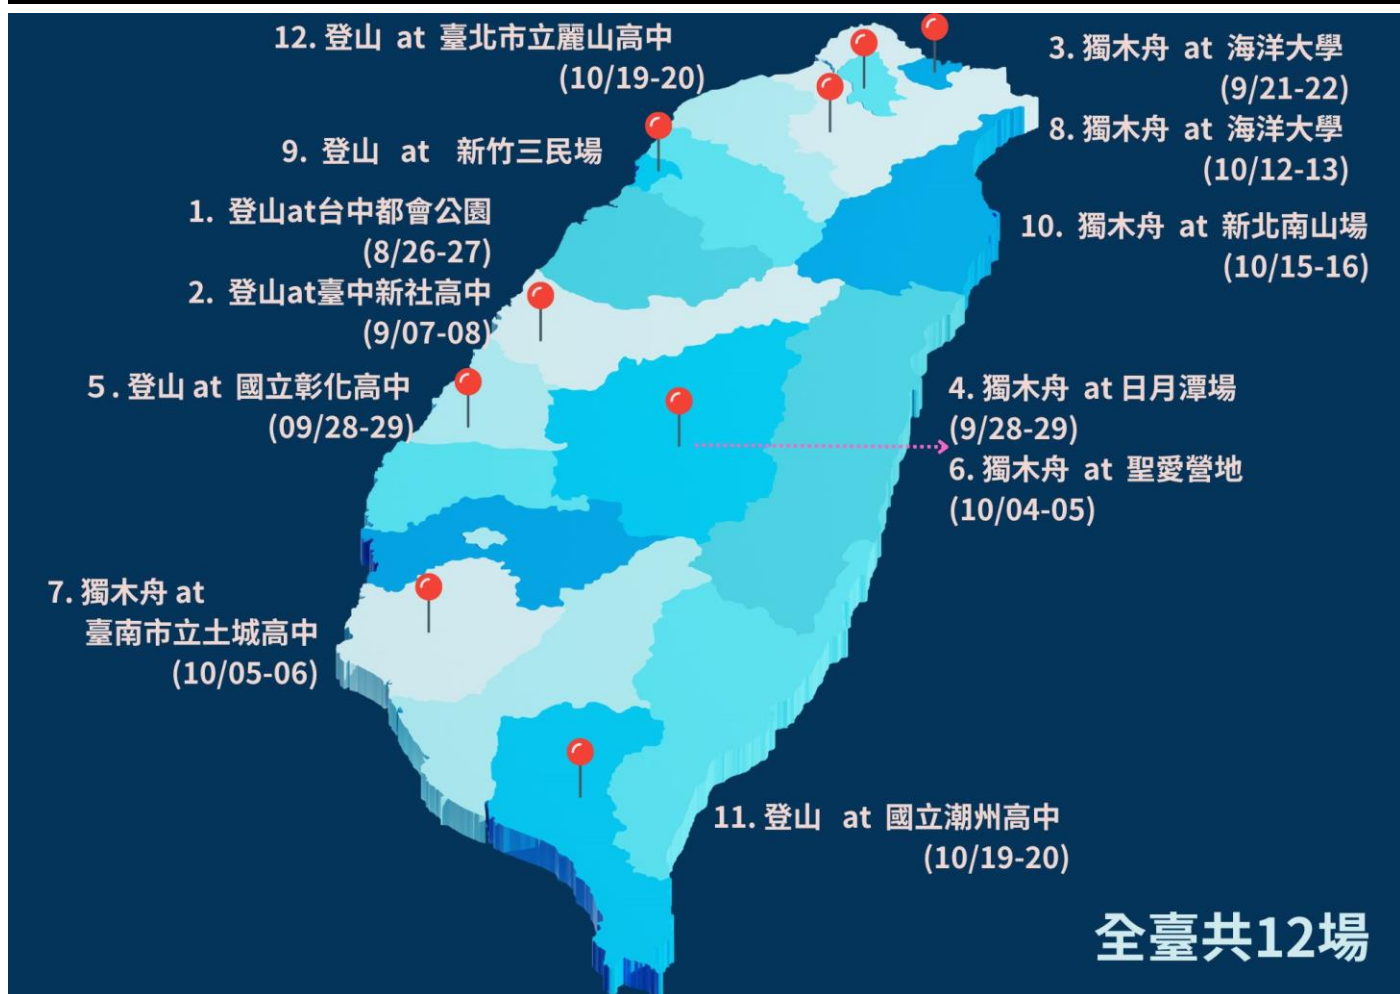 12. 登山 at 臺北市立麗山高中
(10/19-20)
9. 登山 at 新竹三民場
1. 登山at台中都會公園
(8/26-27)
2. 登山at臺中新社高中
(9/07-08)
5 . 登山 at 國立彰化高中
(09/28-29)
7. 獨木舟 at
臺南市立土城高中
(10/05-06)
3. 獨木舟 at 海洋大學
(9/21-22)
8. 獨木舟 at 海洋大學
(10/12-13)
10. 獨木舟 at 新北南山場
(10/15-16)
4. 獨木舟 at 日月潭場
(9/28-29)
6. 獨木舟 at 聖愛營地
(10/04-05)
11. 登山 at 國立潮州高中
(10/19-20)
全臺共12場